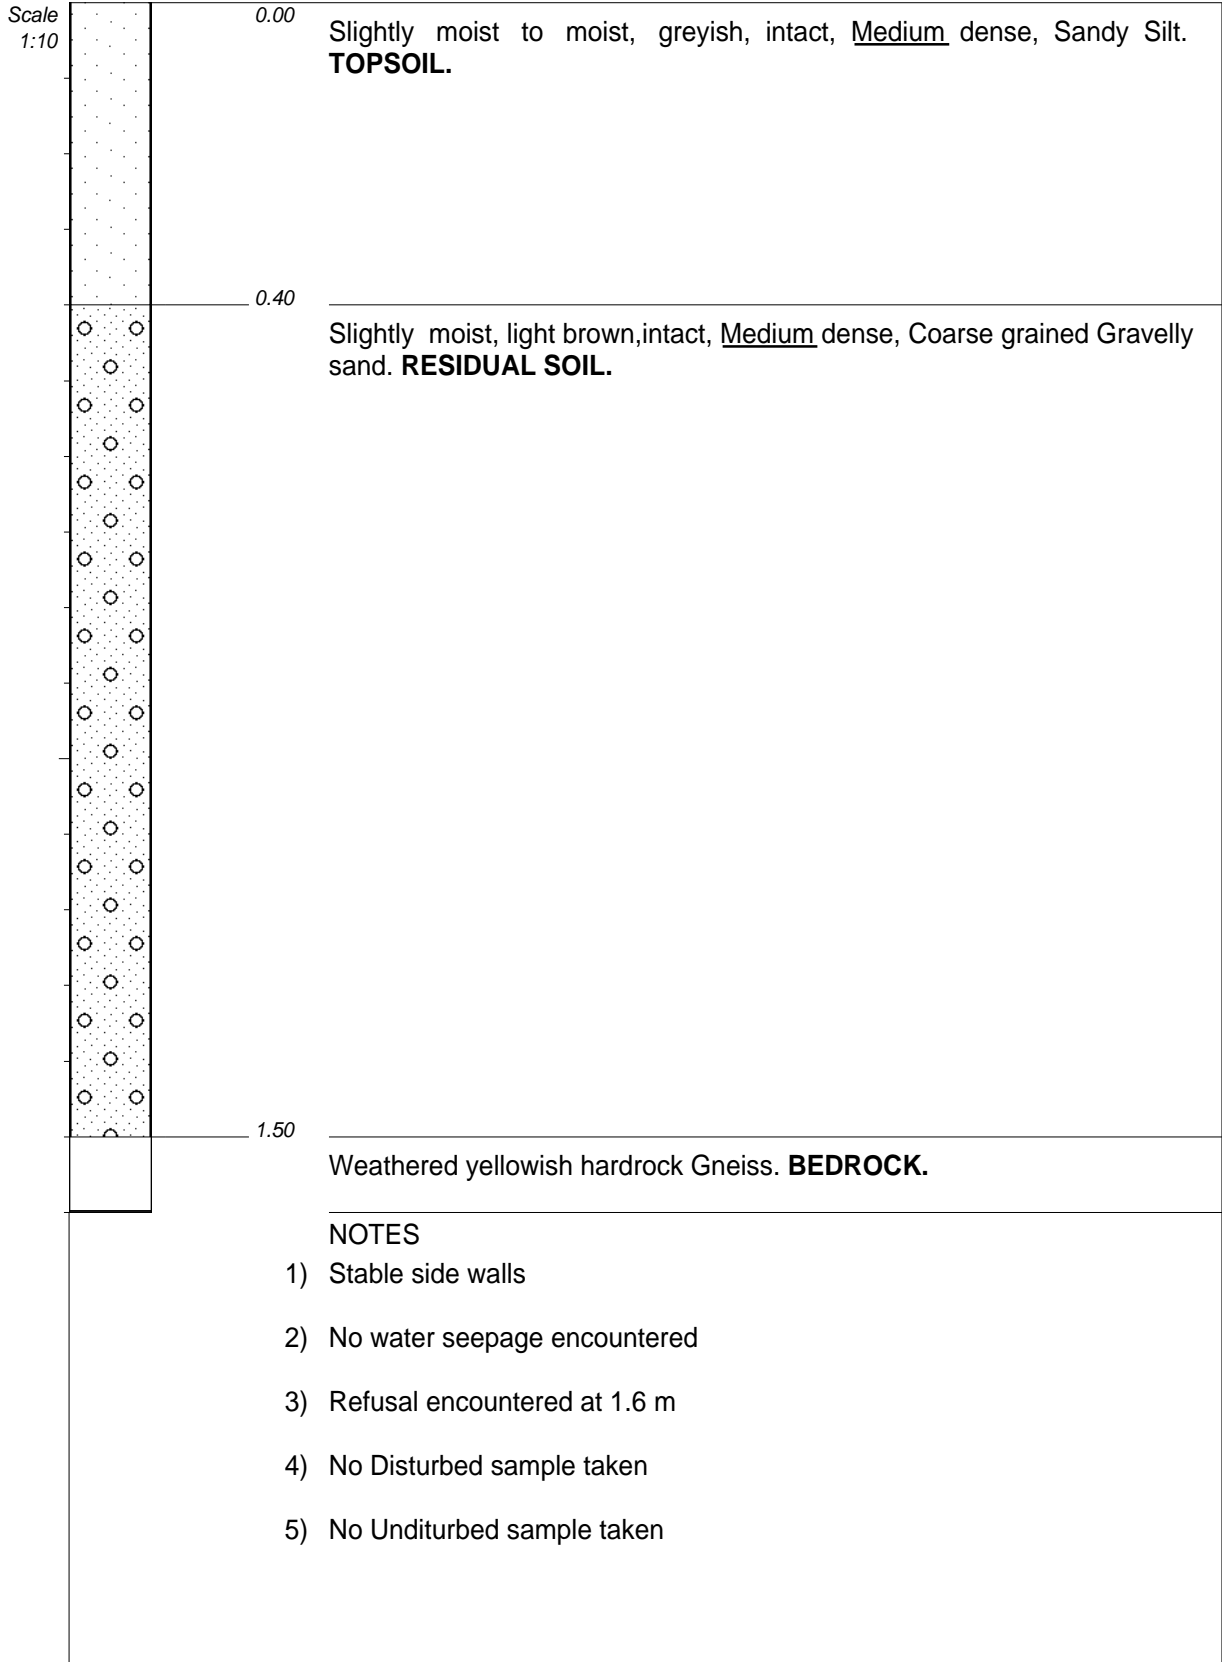 Scale
1:10
0.00
Slightly moist to moist, greyish, intact, Medium dense, Sandy Silt.
TOPSOIL.
0.40
Slightly moist, light brown,intact, Medium dense, Coarse grained Gravelly
sand. RESIDUAL SOIL.
1.50
Weathered yellowish hardrock Gneiss. BEDROCK.
NOTES
1) Stable side walls
2) No water seepage encountered
3) Refusal encountered at 1.6 m
4) No Disturbed sample taken
5) No Unditurbed sample taken